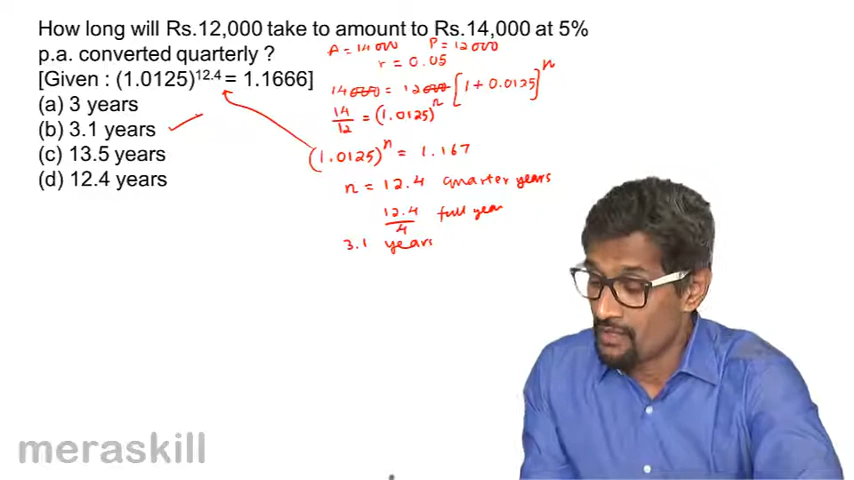 How long will Rs.12,000 take to amount to Rs.14,000 at 5%
p.a. converted quarterly ?
[Given : (1.0125)^12.4 = 1.1666]
(a) 3 years
(b) 3.1 years
(c) 13.5 years
(d) 12.4 years
A = 14000 P = 12000
r = 0.05
14000 = 12000 [1 + 0.0125]^n
14/12 = (1.0125)^n
(1.0125)^n = 1.167
n = 12.4 quarter years
12.4/4 full year
3.1 years
meraskill